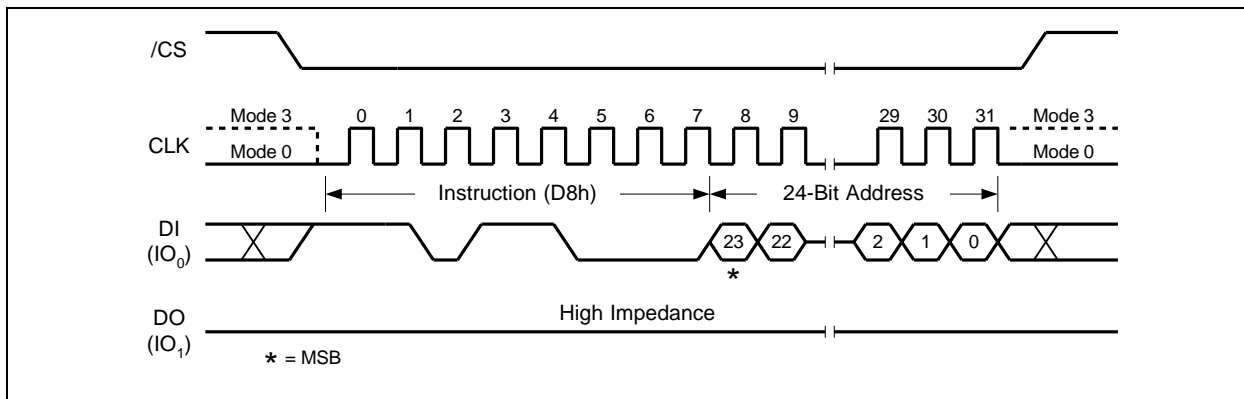 /CS
Mode 3
0 1 2 3 4 5 6 7 8 9 29 30 31
Mode 3
CLK
Mode 0
Mode 0
Instruction (D8h)
24-Bit Address
DI
(IO0)
23 22 2 1 0
*
DO
(IO1)
High Impedance
* = MSB